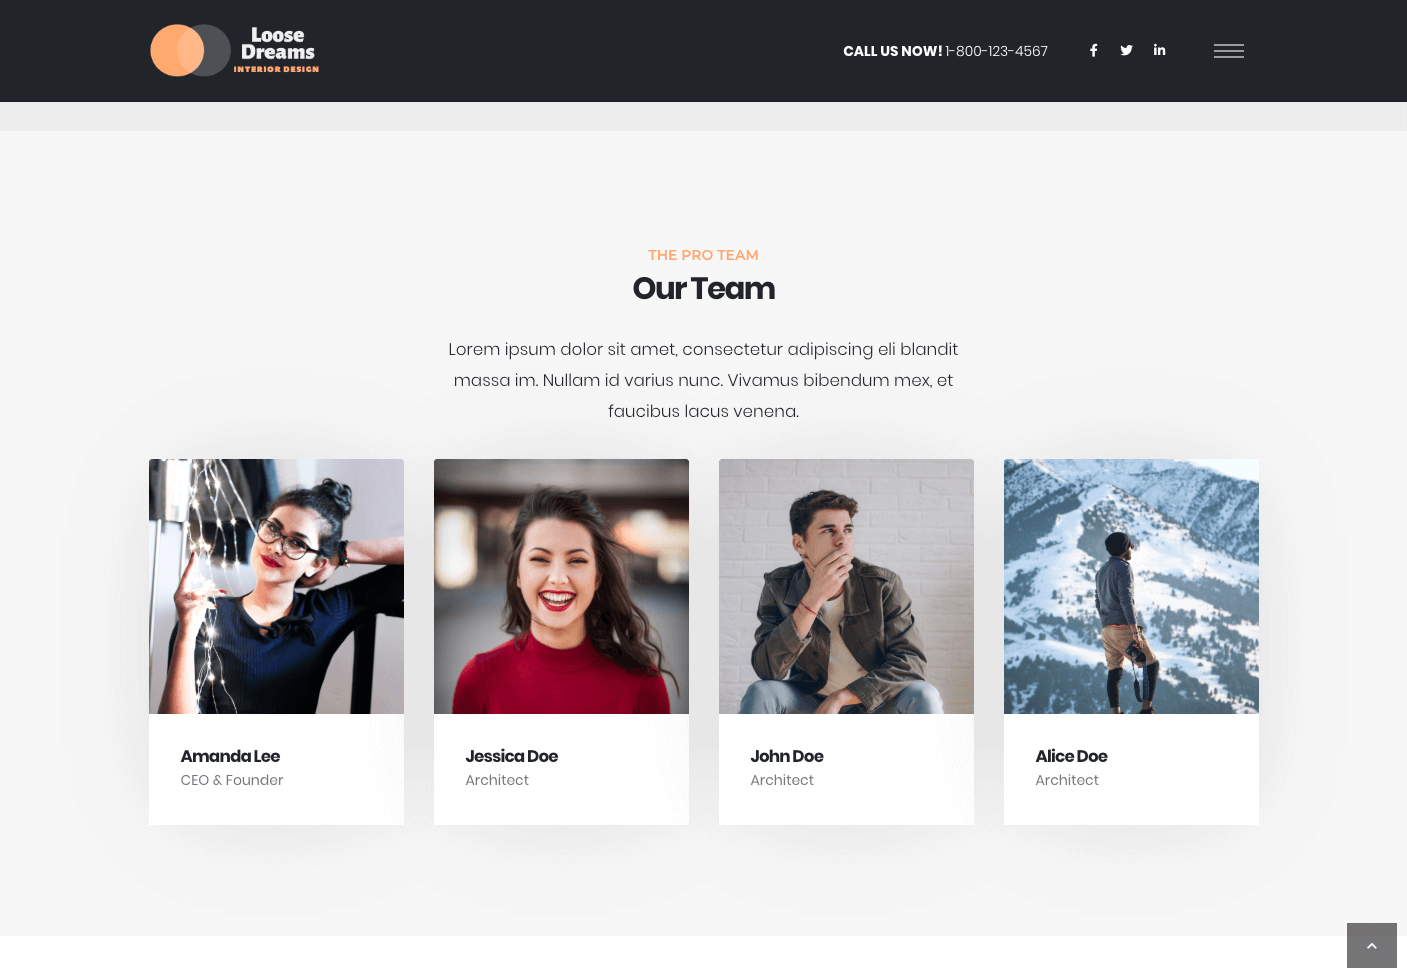 Loose
Dreams
INTERIOR DESIGN
CALL US NOW! 1-800-123-4567
THE PRO TEAM
Our Team
Lorem ipsum dolor sit amet, consectetur adipiscing eli blandit
massa im. Nullam id varius nunc. Vivamus bibendum mex, et
faucibus lacus venena.
Amanda Lee
CEO & Founder
Jessica Doe
Architect
John Doe
Architect
Alice Doe
Architect